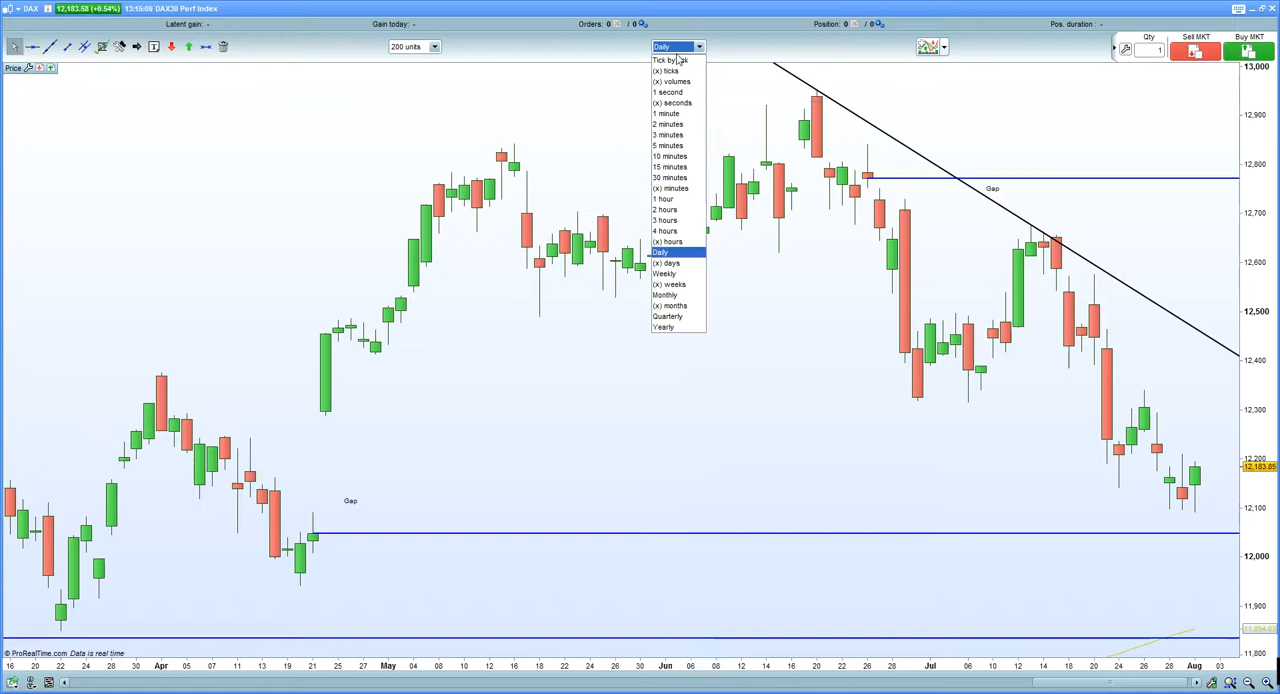 DAX 12,183.58 (+0.54%) 13:15:08 DAX30 Perf Index
Latent gain: - Gain today: - Orders: 0 / 0 Position: 0 / 0 Pos. duration: -
200 units Daily Qty Sell MKT Buy MKT
1
Price
Tick by tick
(x) ticks
(x) volumes
1 second
(x) seconds
1 minute
2 minutes
3 minutes
5 minutes
10 minutes
15 minutes
30 minutes
(x) minutes
1 hour
2 hours
3 hours
4 hours
(x) hours
Daily
(x) days
Weekly
(x) weeks
Monthly
(x) months
Quarterly
Yearly
Gap
Gap
13,000
12,900
12,800
12,700
12,600
12,500
12,400
12,300
12,200
12,183.85
12,100
12,000
11,900
11,800
© ProRealTime.com Data is real time
16 20 22 24 28 Apr 05 07 11 13 15 19 21 23 27 May 04 06 10 12 14 18 20 24 26 28 Jun 08 10 14 16 18 22 24 28 Jul 06 08 12 14 16 20 22 26 28 Aug 03